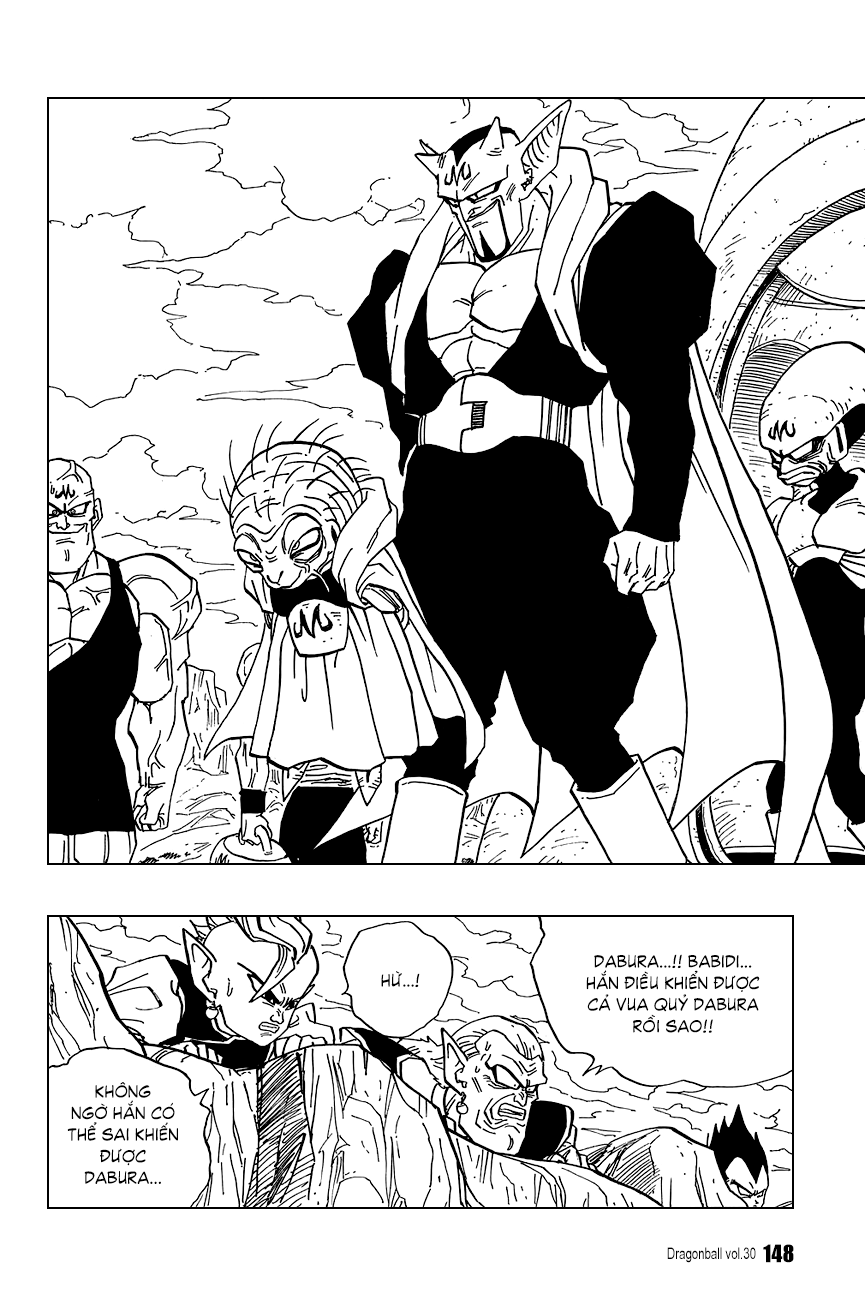 DABURA...!! BABIDI...
HẮN ĐIỀU KHIỂN ĐƯỢC
CẢ VUA QUỶ DABURA
RỒI SAO!!
HỪ...!
KHÔNG
NGỜ HẮN CÓ
THỂ SAI KHIẾN
ĐƯỢC
DABURA...
Dragonball vol.30 148